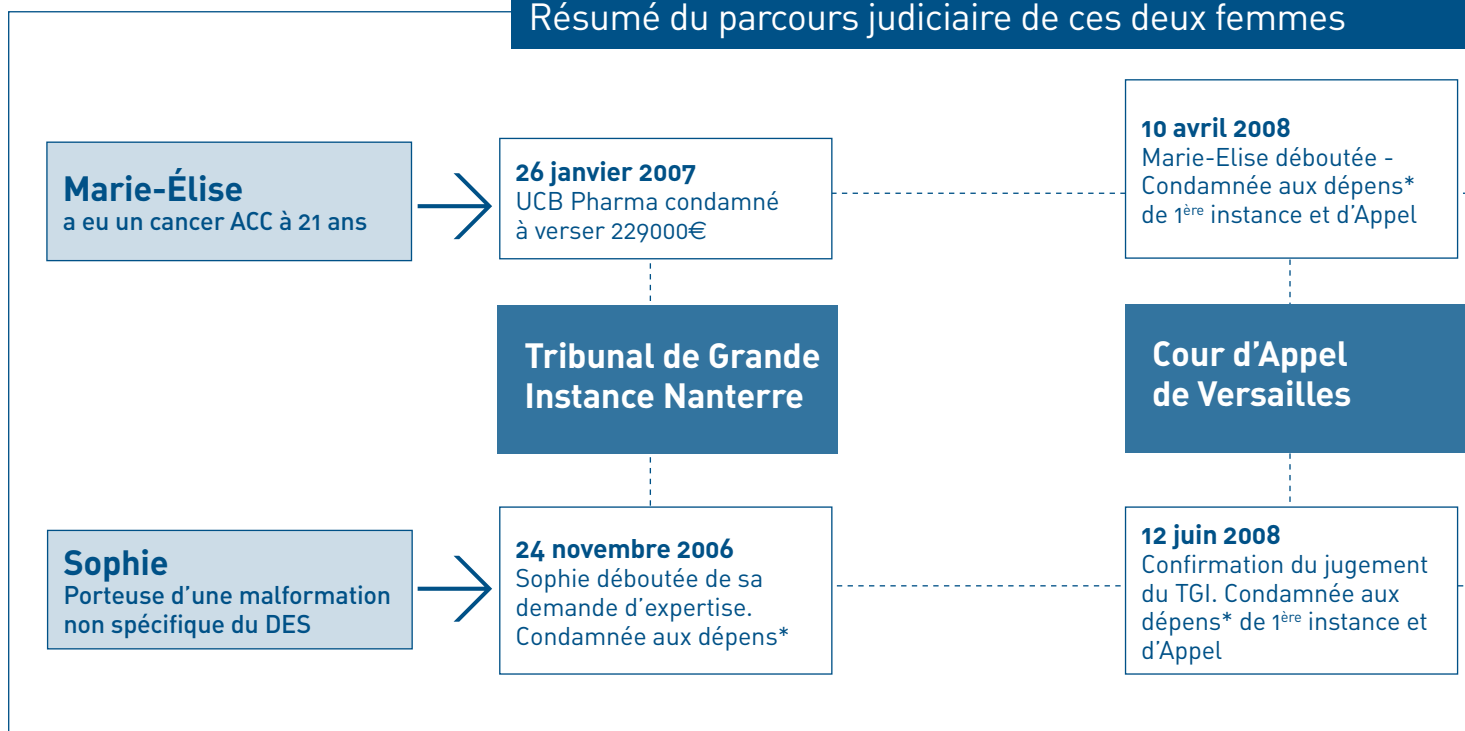 Résumé du parcours judiciaire de ces deux femmes
Marie-Élise
a eu un cancer ACC à 21 ans
26 janvier 2007
UCB Pharma condamné
à verser 229000€
10 avril 2008
Marie-Elise déboutée -
Condamnée aux dépens*
de 1ère instance et d'Appel
Tribunal de Grande
Instance Nanterre
Cour d'Appel
de Versailles
Sophie
Porteuse d'une malformation
non spécifique du DES
24 novembre 2006
Sophie déboutée de sa
demande d'expertise.
Condamnée aux dépens*
12 juin 2008
Confirmation du jugement
du TGI. Condamnée aux
dépens* de 1ère instance et
d'Appel